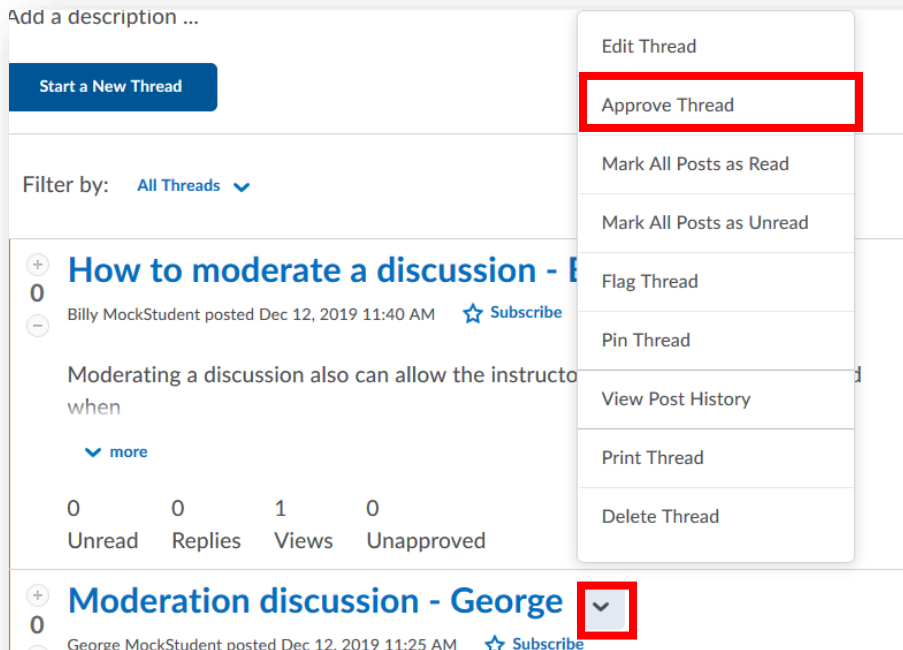 Add a description ...
Start a New Thread
Filter by: All Threads
How to moderate a discussion -
0
Billy MockStudent posted Dec 12, 2019 11:40 AM Subscribe
Moderating a discussion also can allow the
when
more
0 0 1 0
Unread Replies Views Unapproved
Moderation discussion - George
0
George MockStudent posted Dec 12, 2019 11:25 AM Subscribe
Edit Thread
Approve Thread
Mark All Posts as Read
Mark All Posts as Unread
Flag Thread
Pin Thread
View Post History
Print Thread
Delete Thread